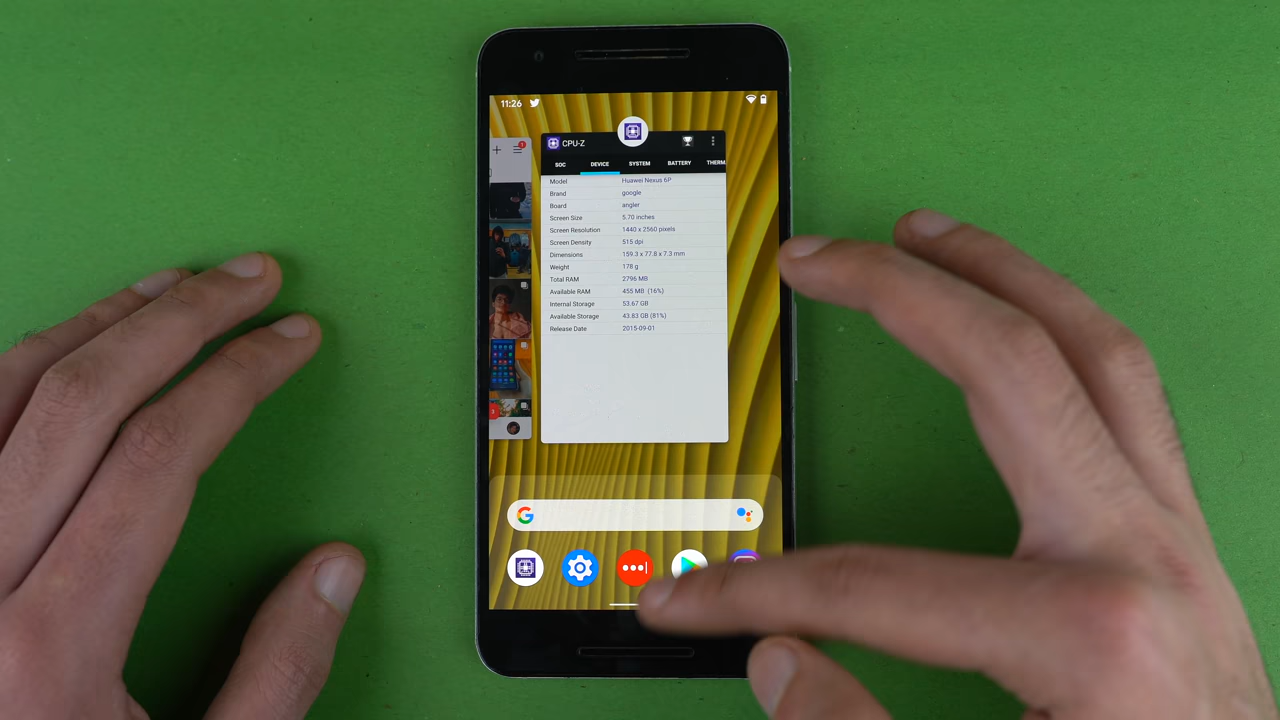 11:26
1
CPU-Z
SOC DEVICE SYSTEM BATTERY THERM
Model Huawei Nexus 6P
Brand google
Board angler
Screen Size 5.70 inches
Screen Resolution 1440 x 2560 pixels
Screen Density 515 dpi
Dimensions 159.3 x 77.8 x 7.3 mm
Weight 178 g
Total RAM 2796 MB
Available RAM 455 MB (16%)
Internal Storage 53.67 GB
Available Storage 43.83 GB (81%)
Release Date 2015-09-01
3
G